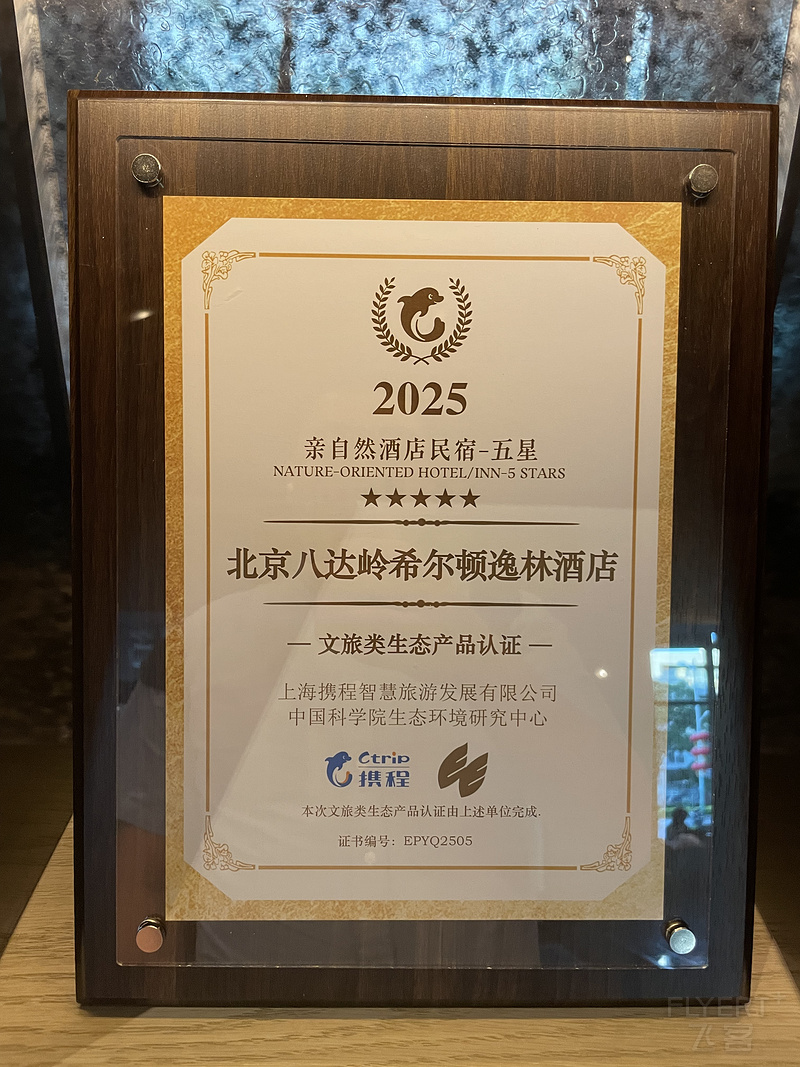 2025
亲自然酒店民宿-五星
NATURE-ORIENTED HOTEL/INN-5 STARS
★★★★★
北京八达岭希尔顿逸林酒店
— 文旅类生态产品认证 —
上海携程智慧旅游发展有限公司
中国科学院生态环境研究中心
Ctrip
携程
本次文旅类生态产品认证由上述单位完成.
证书编号：EPYQ2505
FLYERT
飞客